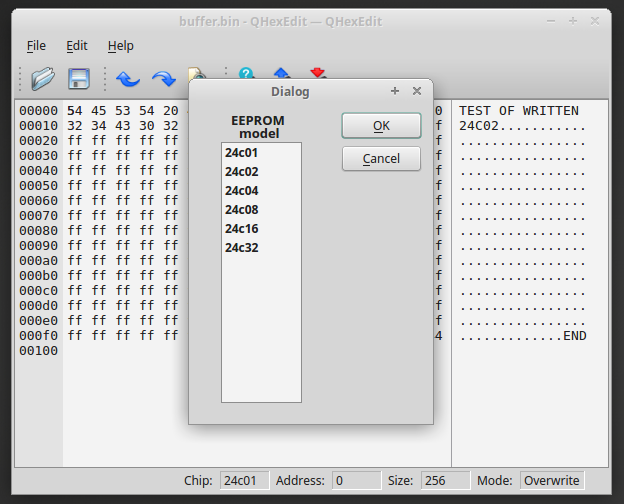 buffer.bin - QHexEdit — QHexEdit
File Edit Help
Dialog
EEPROM
model
OK
Cancel
24c01
24c02
24c04
24c08
24c16
24c32
00000 54 45 53 54 20 0 TEST OF WRITTEN
00010 32 34 43 30 32 f 24C02...........
00020 ff ff ff ff ff f ................
00030 ff ff ff ff ff f ................
00040 ff ff ff ff ff f ................
00050 ff ff ff ff ff f ................
00060 ff ff ff ff ff f ................
00070 ff ff ff ff ff f ................
00080 ff ff ff ff ff f ................
00090 ff ff ff ff ff f ................
000a0 ff ff ff ff ff f ................
000b0 ff ff ff ff ff f ................
000c0 ff ff ff ff ff f ................
000d0 ff ff ff ff ff f ................
000e0 ff ff ff ff ff f ................
000f0 ff ff ff ff ff 4 .............END
00100
Chip: 24c01 Address: 0 Size: 256 Mode: Overwrite